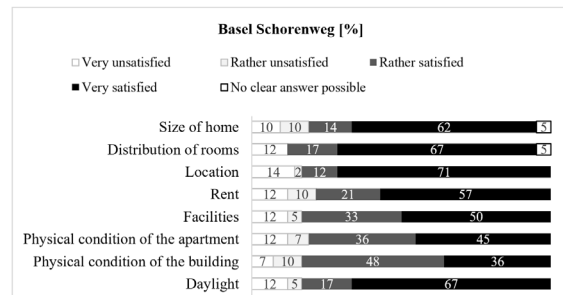 Basel Schorenweg [%]
Very unsatisfied Rather unsatisfied Rather satisfied
Very satisfied No clear answer possible
Size of home 10 10 14 62 5
Distribution of rooms 12 17 67 5
Location 14 2 12 71
Rent 12 10 21 57
Facilities 12 5 33 50
Physical condition of the apartment 12 7 36 45
Physical condition of the building 7 10 48 36
Daylight 12 5 17 67